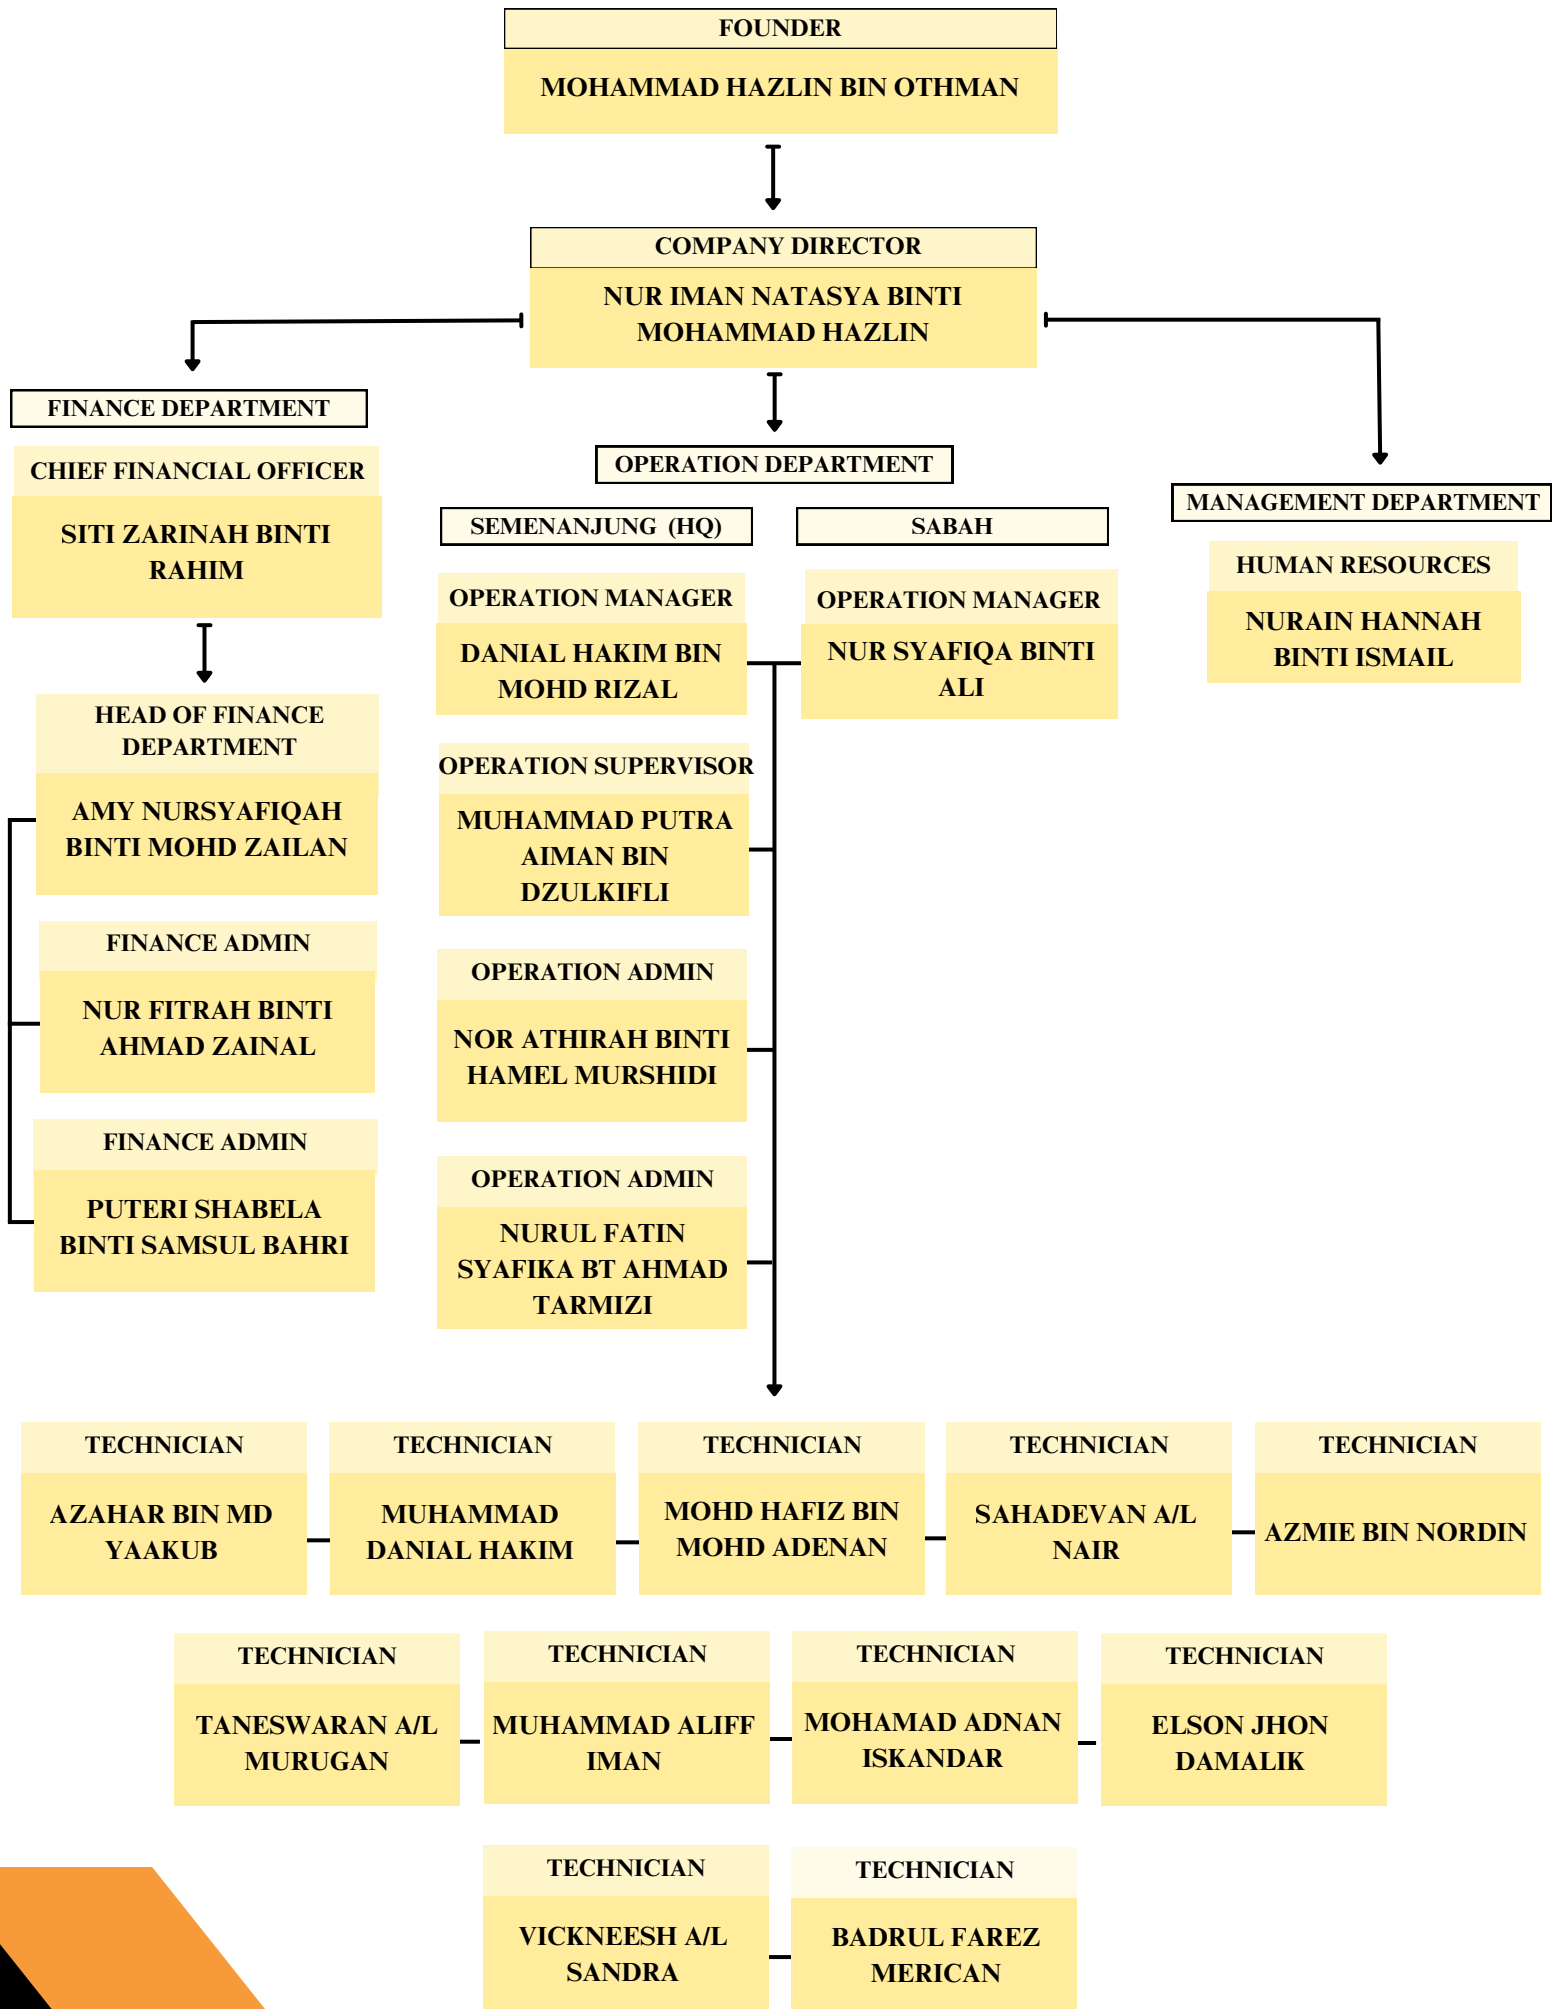 FOUNDER
MOHAMMAD HAZLIN BIN OTHMAN
COMPANY DIRECTOR
NUR IMAN NATASYA BINTI
MOHAMMAD HAZLIN
FINANCE DEPARTMENT
CHIEF FINANCIAL OFFICER
SITI ZARINAH BINTI
RAHIM
HEAD OF FINANCE
DEPARTMENT
AMY NURSYAFIQAH
BINTI MOHD ZAILAN
FINANCE ADMIN
NUR FITRAH BINTI
AHMAD ZAINAL
FINANCE ADMIN
PUTERI SHABELA
BINTI SAMSUL BAHRI
OPERATION DEPARTMENT
SEMENANJUNG (HQ)
OPERATION MANAGER
DANIAL HAKIM BIN
MOHD RIZAL
OPERATION SUPERVISOR
MUHAMMAD PUTRA
AIMAN BIN
DZULKIFLI
OPERATION ADMIN
NOR ATHIRAH BINTI
HAMEL MURSHIDI
OPERATION ADMIN
NURUL FATIN
SYAFIKA BT AHMAD
TARMIZI
SABAH
OPERATION MANAGER
NUR SYAFIQA BINTI
ALI
MANAGEMENT DEPARTMENT
HUMAN RESOURCES
NURAIN HANNAH
BINTI ISMAIL
TECHNICIAN
AZAHAR BIN MD
YAAKUB
TECHNICIAN
MUHAMMAD
DANIAL HAKIM
TECHNICIAN
MOHD HAFIZ BIN
MOHD ADENAN
TECHNICIAN
SAHADEVAN A/L
NAIR
TECHNICIAN
AZMIE BIN NORDIN
TECHNICIAN
TANESWARAN A/L
MURUGAN
TECHNICIAN
MUHAMMAD ALIFF
IMAN
TECHNICIAN
MOHAMAD ADNAN
ISKANDAR
TECHNICIAN
ELSON JHON
DAMALIK
TECHNICIAN
VICKNEESH A/L
SANDRA
TECHNICIAN
BADRUL FAREZ
MERICAN